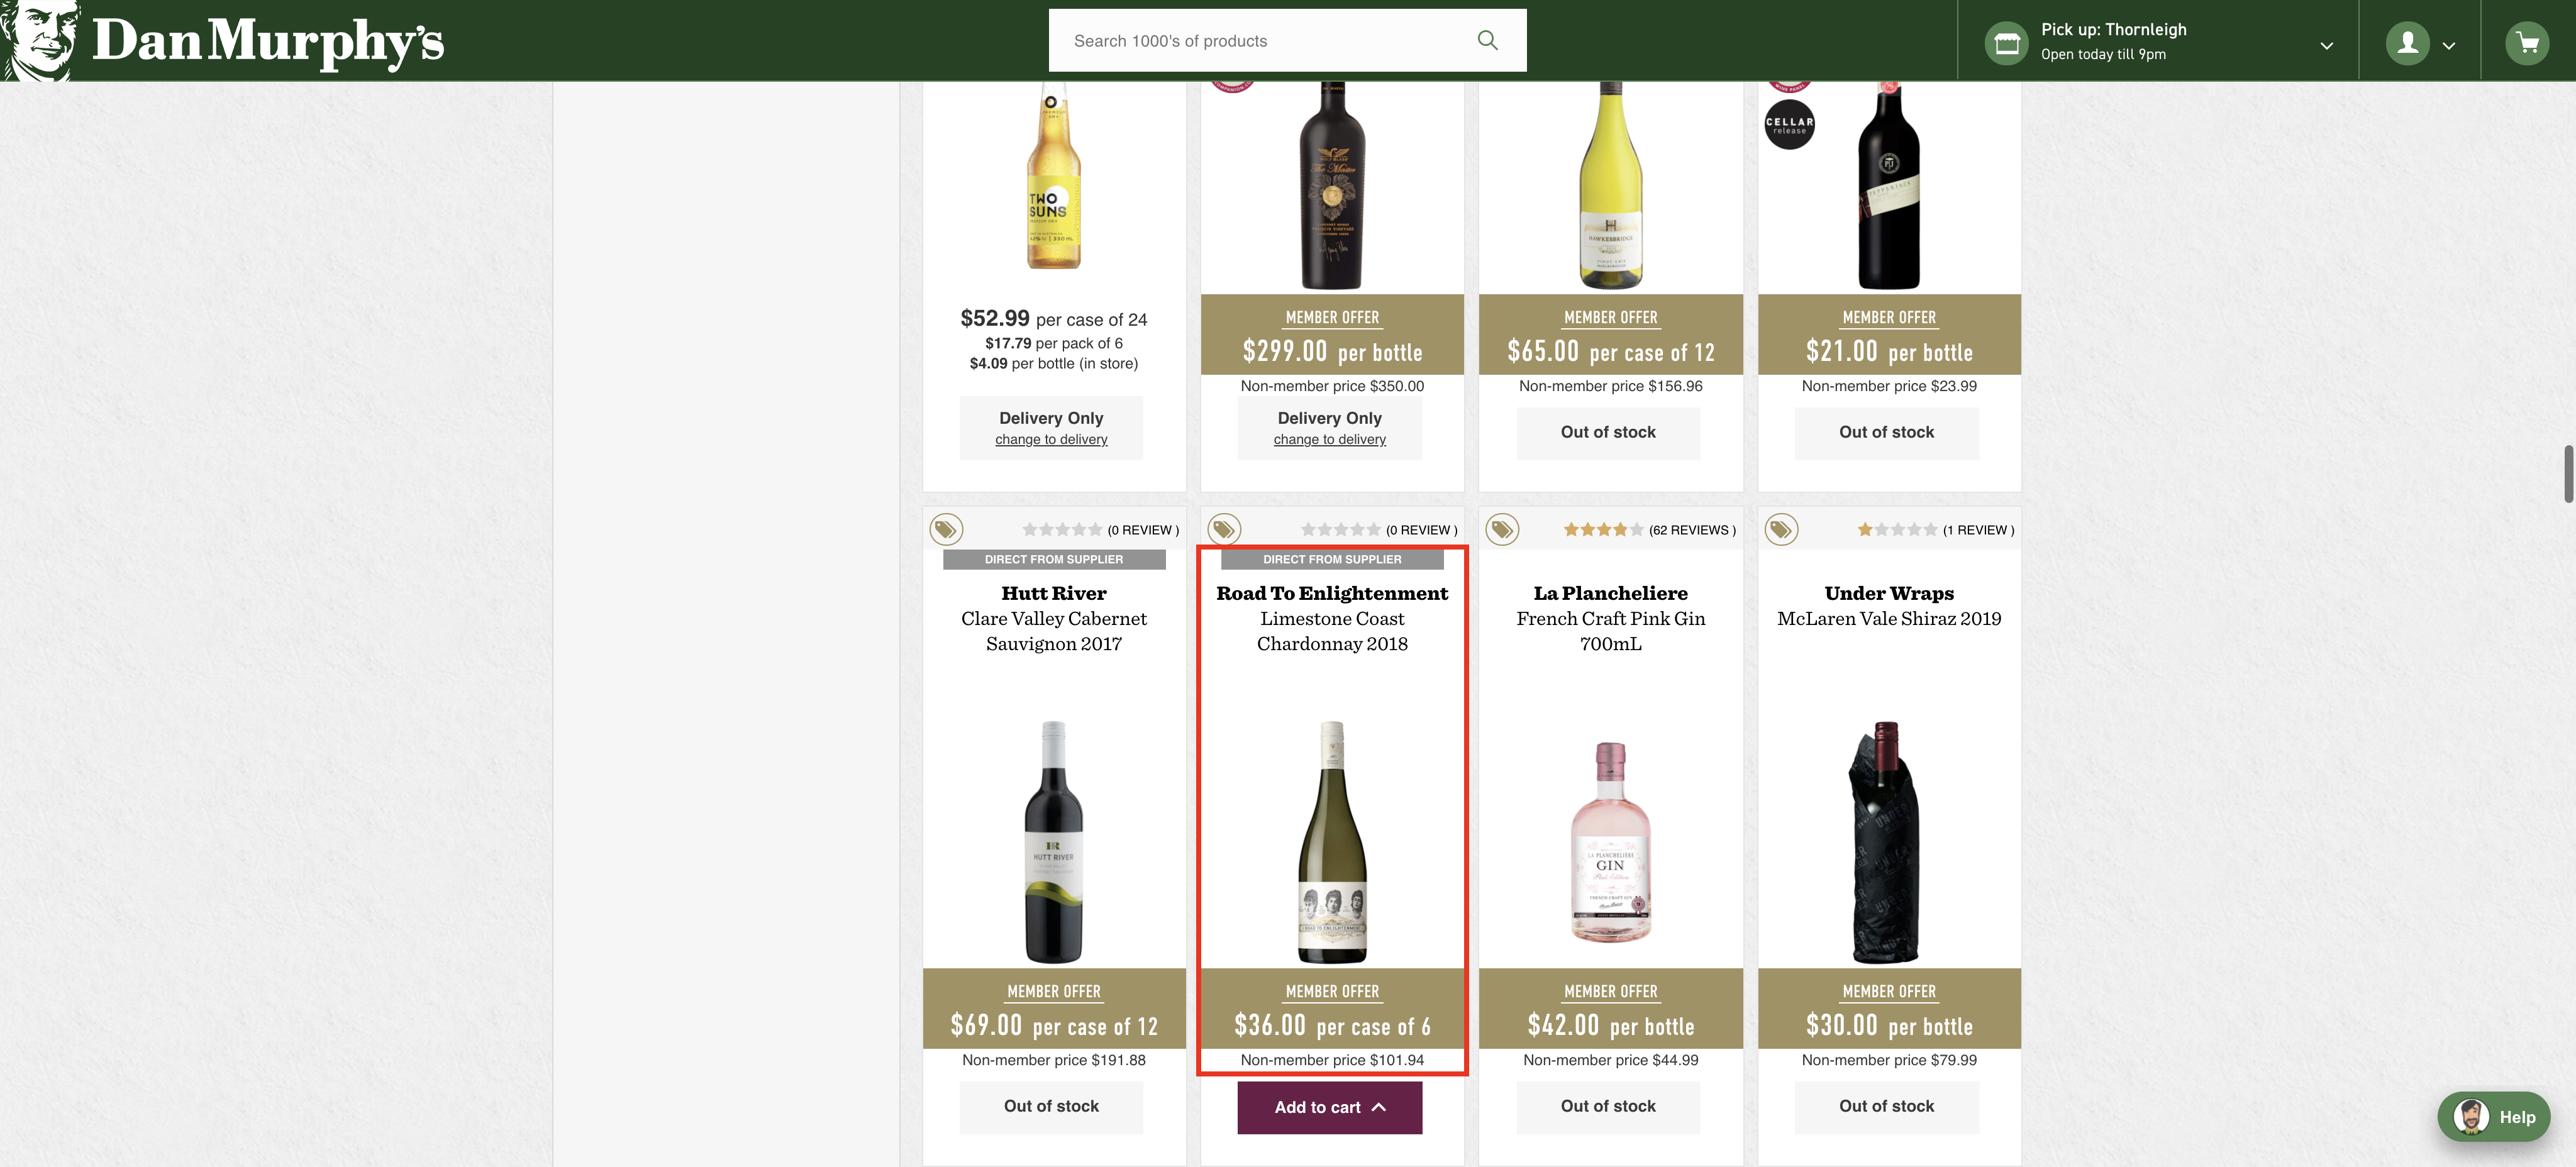 Dan Murphy's
Search 1000's of products
Pick up: Thornleigh
Open today till 9pm
TWO
SUNS
The Master
HAWKESBRIDGE
CELLAR
release
$52.99 per case of 24
$17.79 per pack of 6
$4.09 per bottle (in store)
Delivery Only
change to delivery
MEMBER OFFER
$299.00 per bottle
Non-member price $350.00
Delivery Only
change to delivery
MEMBER OFFER
$65.00 per case of 12
Non-member price $156.96
Out of stock
MEMBER OFFER
$21.00 per bottle
Non-member price $23.99
Out of stock
(0 REVIEW )
DIRECT FROM SUPPLIER
Hutt River
Clare Valley Cabernet
Sauvignon 2017
HUTT RIVER
MEMBER OFFER
$69.00 per case of 12
Non-member price $191.88
Out of stock
(0 REVIEW )
DIRECT FROM SUPPLIER
Road To Enlightenment
Limestone Coast
Chardonnay 2018
MEMBER OFFER
$36.00 per case of 6
Non-member price $101.94
Add to cart
(62 REVIEWS )
La Plancheliere
French Craft Pink Gin
700mL
LA PLANCHELIÈRE
GIN
FRENCH CRAFT GIN
MEMBER OFFER
$42.00 per bottle
Non-member price $44.99
Out of stock
(1 REVIEW )
Under Wraps
McLaren Vale Shiraz 2019
MEMBER OFFER
$30.00 per bottle
Non-member price $79.99
Out of stock
Help